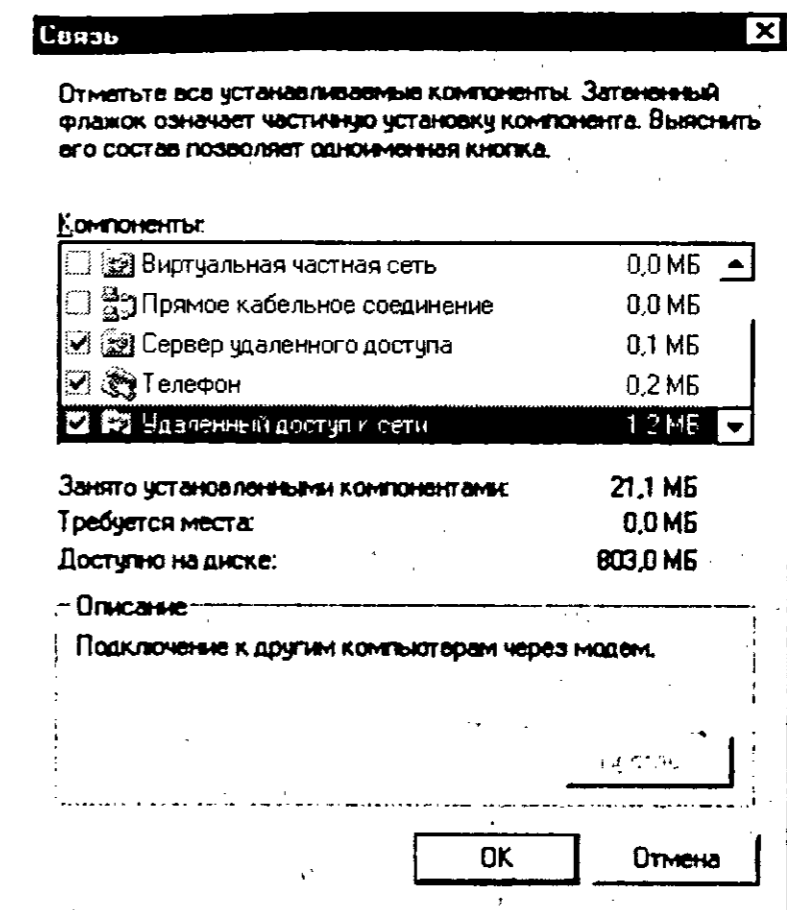 Связь
Отметьте все устанавливаемые компоненты. Затененный
флажок означает частичную установку компонента. Выяснить
его состав позволяет одноименная кнопка.
Компоненты:
Виртуальная частная сеть 0,0 МБ
Прямое кабельное соединение 0,0 МБ
Сервер удаленного доступа 0,1 МБ
Телефон 0,2 МБ
Удаленный доступ к сети 1,2 МБ
Занято установленными компонентами: 21,1 МБ
Требуется места: 0,0 МБ
Доступно на диске: 803,0 МБ
Описание
Подключение к другим компьютерам через модем.
OK Отмена